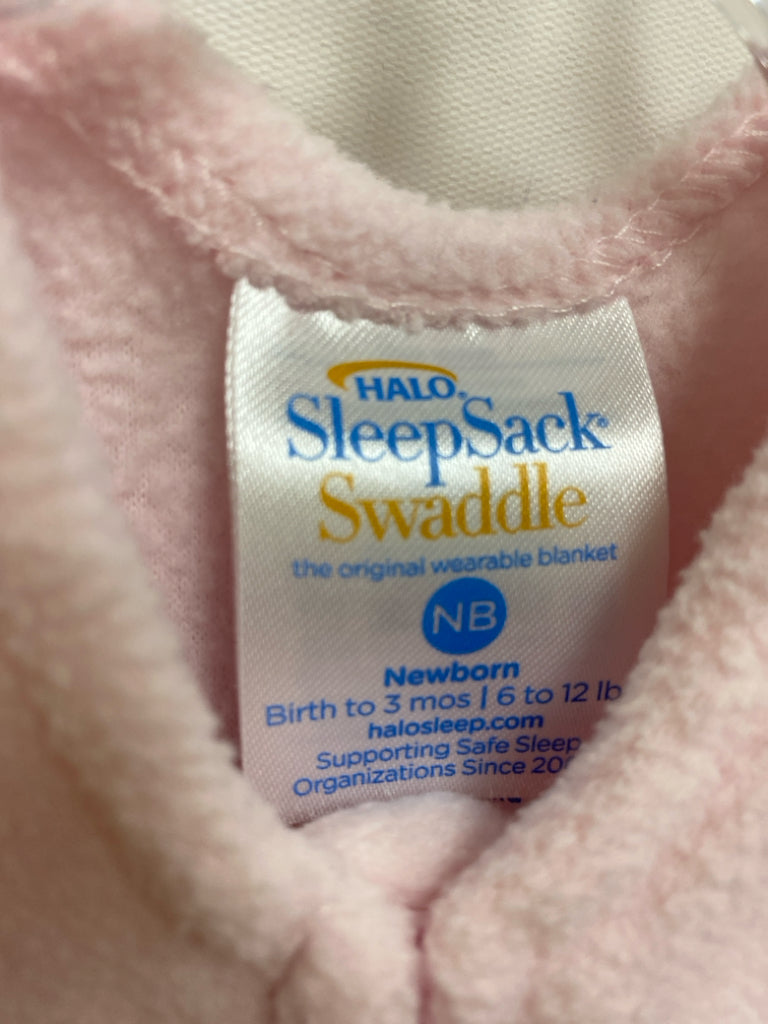 HALO®
SleepSack®
Swaddle
the original wearable blanket
NB
Newborn
Birth to 3 mos | 6 to 12 lb
halosleep.com
Supporting Safe Sleep
Organizations Since